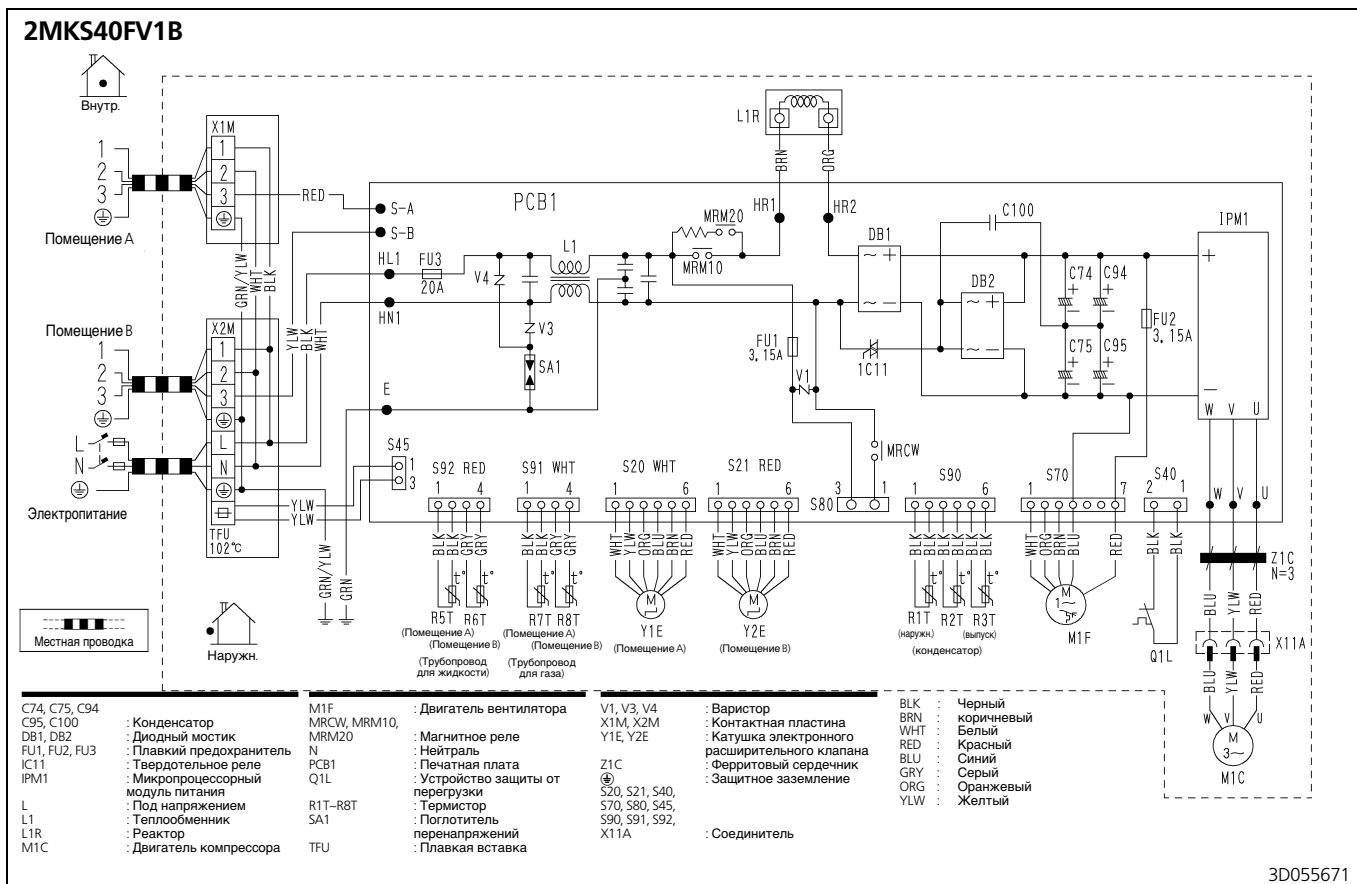 2MKS40FV1B
Внутр.
1
2
3
Помещение A
X1M
1
2
3
RED
GRN/YLW
WHT
BLK
Помещение B
1
2
3
L
N
Электропитание
X2M
1
2
3
L
N
TFU
102°C
YLW
BLK
WHT
YLW
YLW
GRN/YLW
GRN
Местная проводка
Наружн.
L1R
BRN
ORG
PCB1
S-A
S-B
HL1
FU3
20A
HN1
E
V4
L1
V3
SA1
MRM20
MRM10
HR1
HR2
DB1
~ +
~ −
C100
DB2
~ +
~ −
FU1
3.15A
V1
1C11
C74 +
−
C94
+
−
C75 +
−
C95
+
−
FU2
3.15A
IPM1
+
−
W V U
MRCW
S45
1
3
S92 RED
1 4
S91 WHT
1 4
S20 WHT
1 6
S21 RED
1 6
S80
3 1
S90
1 6
S70
1 7
S40
2 1
W V U
BLK
BLK
GRY
GRY
BLK
BLK
GRY
GRY
WHT
YLW
ORG
BLU
BRN
RED
WHT
YLW
ORG
BLU
BRN
RED
BLK
BLK
BLK
BLK
BLK
BLK
WHT
ORG
BRN
BLU
RED
BLK
BLK
Z1C
N=3
t° t° t° t° t° t° t°
R5T R6T
(Помещение A)
(Помещение B)
(Трубопровод
для жидкости)
R7T R8T
(Помещение A)
(Помещение B)
(Трубопровод
для газа)
M
Y1E
(Помещение A)
M
Y2E
(Помещение B)
R1T R2T R3T
(наружн.) (выпуск)
(конденсатор)
M
1~
M1F
Q1L
BLU
YLW
RED
X11A
BLU
YLW
RED
W V U
M
3~
M1C
C74, C75, C94
C95, C100 : Конденсатор
DB1, DB2 : Диодный мостик
FU1, FU2, FU3 : Плавкий предохранитель
IC11 : Твердотельное реле
IPM1 : Микропроцессорный
модуль питания
L : Под напряжением
L1 : Теплообменник
L1R : Реактор
M1C : Двигатель компрессора
M1F : Двигатель вентилятора
MRCW, MRM10,
MRM20 : Магнитное реле
N : Нейтраль
PCB1 : Печатная плата
Q1L : Устройство защиты от
перегрузки
R1T~R8T : Термистор
SA1 : Поглотитель
перенапряжений
TFU : Плавкая вставка
V1, V3, V4 : Варистор
X1M, X2M : Контактная пластина
Y1E, Y2E : Катушка электронного
расширительного клапана
Z1C : Ферритовый сердечник
: Защитное заземление
S20, S21, S40,
S70, S80, S45,
S90, S91, S92,
X11A : Соединитель
BLK : Черный
BRN : коричневый
WHT : Белый
RED : Красный
BLU : Синий
GRY : Серый
ORG : Оранжевый
YLW : Желтый
3D055671